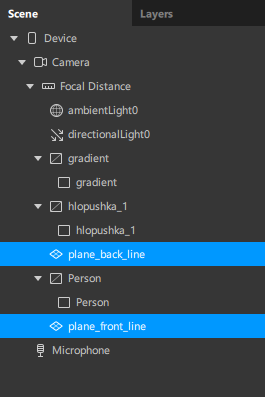 Scene Layers
Device
Camera
Focal Distance
ambientLight0
directionalLight0
gradient
gradient
hlopushka_1
hlopushka_1
plane_back_line
Person
Person
plane_front_line
Microphone